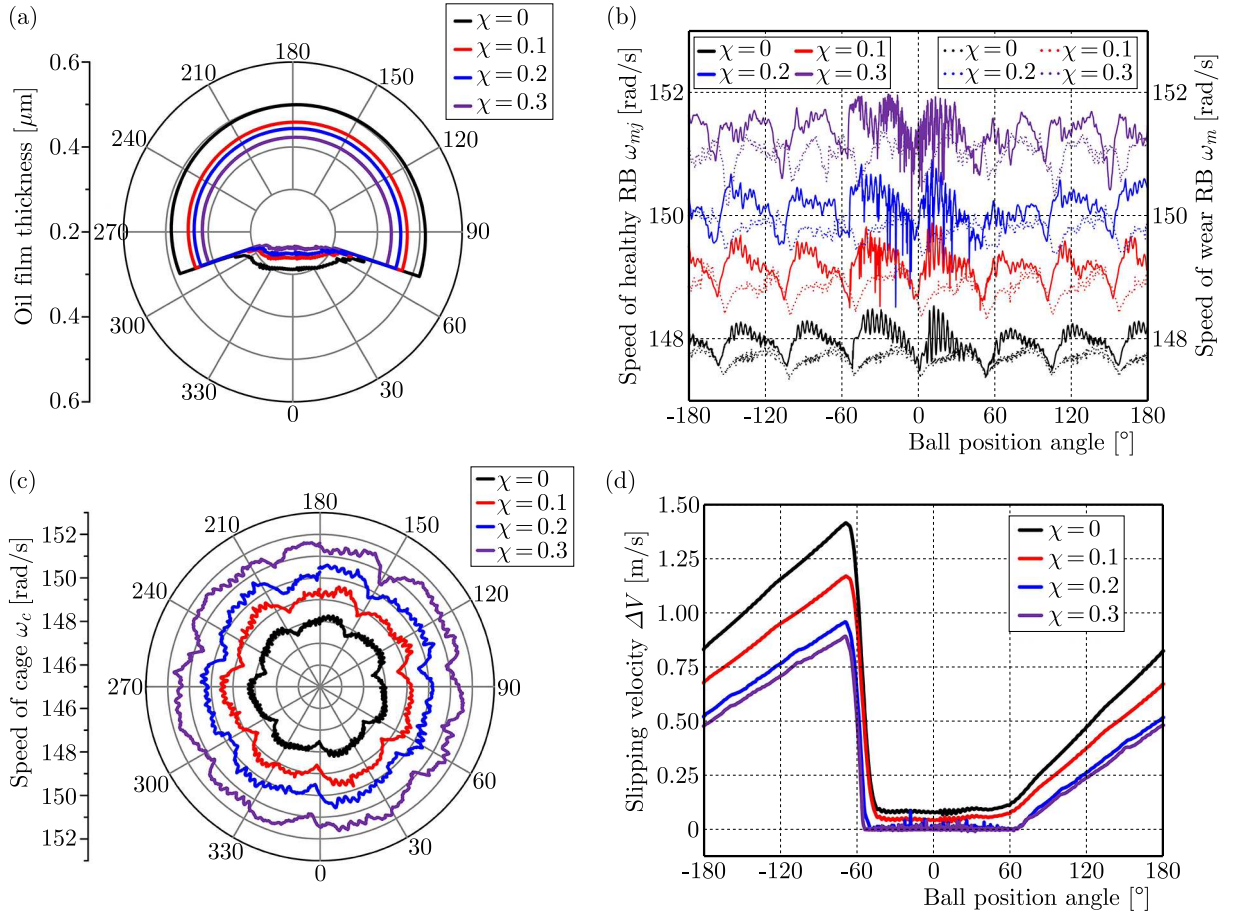 (a)
χ = 0
χ = 0.1
χ = 0.2
χ = 0.3
Oil film thickness [μm]
0.6
0.4
0.2
0.4
0.6
180
150
120
90
60
30
0
330
300
270
240
210
(b)
χ = 0
χ = 0.1
χ = 0.2
χ = 0.3
χ = 0
χ = 0.1
χ = 0.2
χ = 0.3
Speed of healthy RB ω_mj [rad/s]
152
150
148
Speed of wear RB ω_m [rad/s]
152
150
148
-180 -120 -60 0 60 120 180
Ball position angle [°]
(c)
χ = 0
χ = 0.1
χ = 0.2
χ = 0.3
Speed of cage ω_c [rad/s]
152
150
148
146
146
148
150
152
180
150
120
90
60
30
0
330
300
270
240
210
(d)
χ = 0
χ = 0.1
χ = 0.2
χ = 0.3
Slipping velocity ΔV [m/s]
1.50
1.25
1.00
0.75
0.50
0.25
0
-180 -120 -60 0 60 120 180
Ball position angle [°]